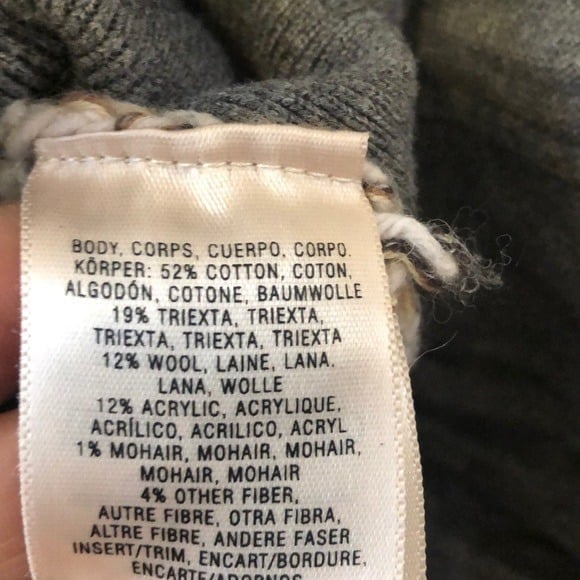 BODY, CORPS, CUERPO, CORPO.
KÖRPER: 52% COTTON, COTON,
ALGODÓN, COTONE, BAUMWOLLE
19% TRIEXTA, TRIEXTA,
TRIEXTA, TRIEXTA, TRIEXTA
12% WOOL, LAINE, LANA.
LANA, WOLLE
12% ACRYLIC, ACRYLIQUE,
ACRÍLICO, ACRILICO, ACRYL
1% MOHAIR, MOHAIR, MOHAIR,
MOHAIR, MOHAIR
4% OTHER FIBER,
AUTRE FIBRE, OTRA FIBRA,
ALTRE FIBRE, ANDERE FASER
INSERT/TRIM, ENCART/BORDURE,
ENCARTE/ADORNOS